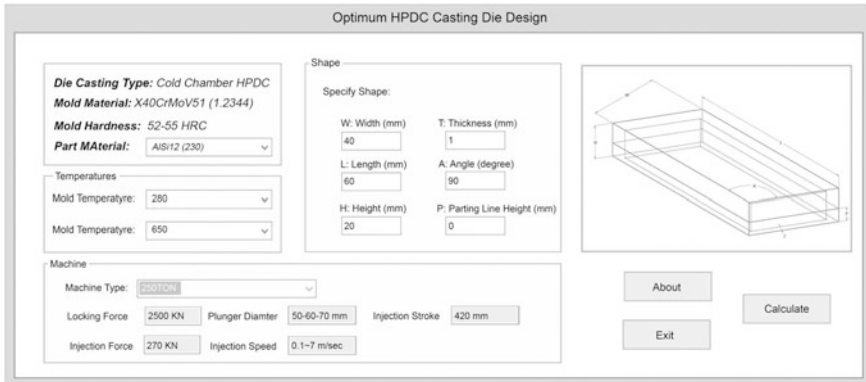 Optimum HPDC Casting Die Design
Die Casting Type: Cold Chamber HPDC
Mold Material: X40CrMoV51 (1.2344)
Mold Hardness: 52-55 HRC
Part MAterial: AlSi12 (230)
Temperatures
Mold Temperatyre: 280
Mold Temperatyre: 650
Shape
Specify Shape:
W: Width (mm) T: Thickness (mm)
40 1
L: Length (mm) A: Angle (degree)
60 90
H: Height (mm) P: Parting Line Height (mm)
20 0
Machine
Machine Type: 250TON
Locking Force 2500 KN Plunger Diamter 50-60-70 mm Injection Stroke 420 mm
Injection Force 270 KN Injection Speed 0.1~7 m/sec
About
Calculate
Exit